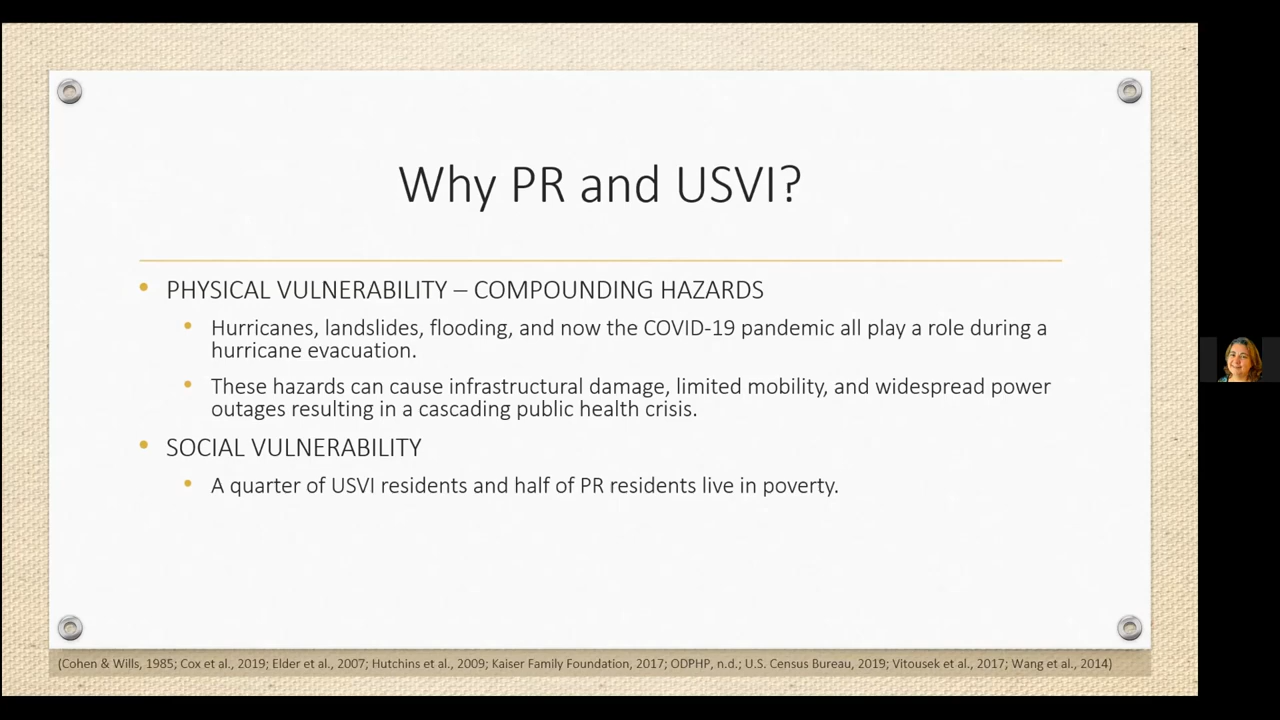 Why PR and USVI?
• PHYSICAL VULNERABILITY – COMPOUNDING HAZARDS
• Hurricanes, landslides, flooding, and now the COVID-19 pandemic all play a role during a
hurricane evacuation.
• These hazards can cause infrastructural damage, limited mobility, and widespread power
outages resulting in a cascading public health crisis.
• SOCIAL VULNERABILITY
• A quarter of USVI residents and half of PR residents live in poverty.
(Cohen & Wills, 1985; Cox et al., 2019; Elder et al., 2007; Hutchins et al., 2009; Kaiser Family Foundation, 2017; ODPHP, n.d.; U.S. Census Bureau, 2019; Vitousek et al., 2017; Wang et al., 2014)